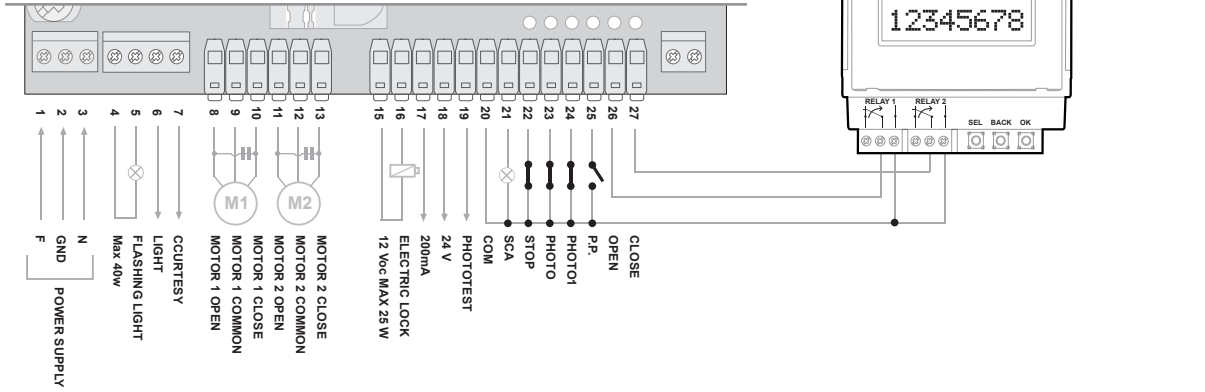 12345678
RELAY 1 RELAY 2
SEL BACK OK
1 2 3 4 5 6 7 8 9 10 11 12 13 15 16 17 18 19 20 21 22 23 24 25 26 27
M1 M2
F
GND
N
POWER SUPPLY
Max 40w
FLASHING LIGHT
LIGHT
CCURTESY
MOTOR 1 OPEN
MOTOR 1 COMMON
MOTOR 1 CLOSE
MOTOR 2 OPEN
MOTOR 2 COMMON
MOTOR 2 CLOSE
12 Voc MAX 25 W
ELECTRIC LOCK
200mA
24 V
PHOTOTEST
COM
SCA
STOP
PHOTO
PHOTO1
P.P.
OPEN
CLOSE